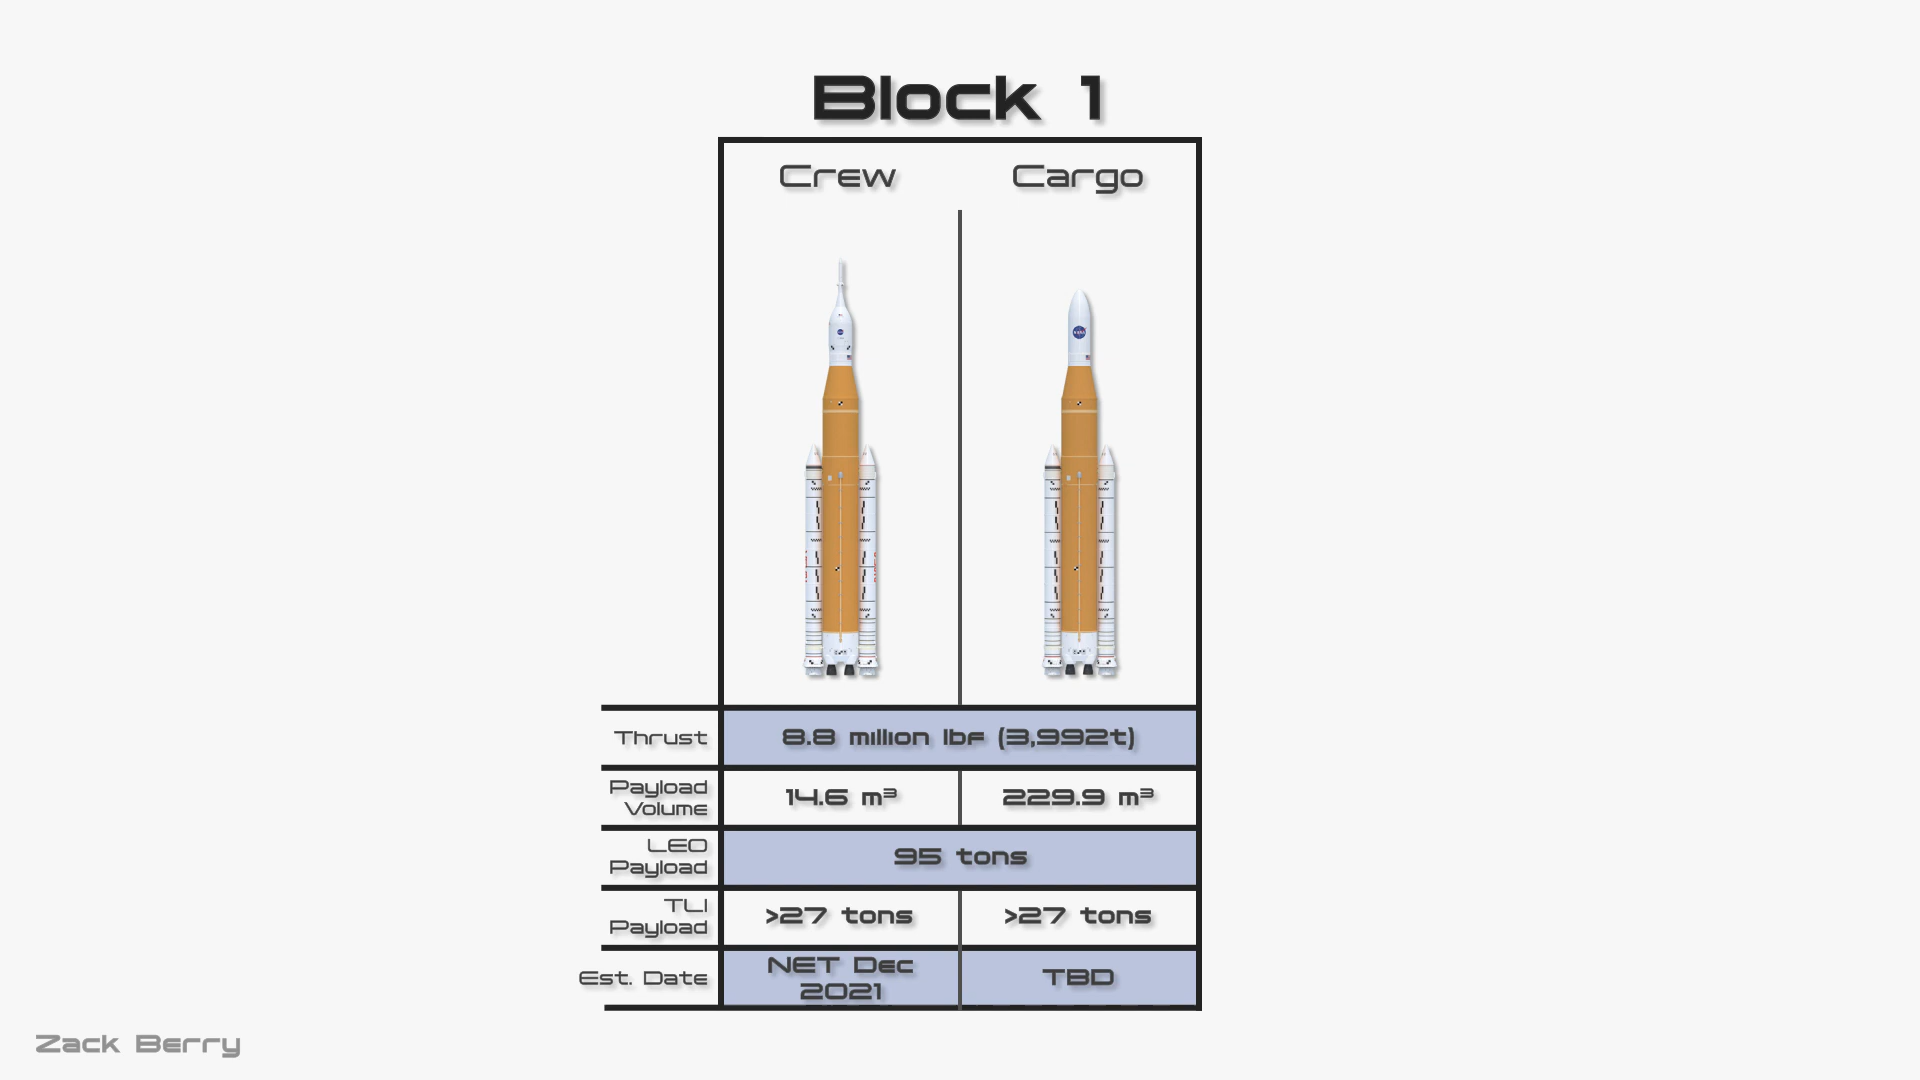 Block 1
Crew Cargo
Thrust 8.8 million lbf (3,992t)
Payload
Volume 14.6 m³ 229.9 m³
LEO
Payload 95 tons
TLI
Payload >27 tons >27 tons
Est. Date NET Dec
2021 TBD
Zack Berry